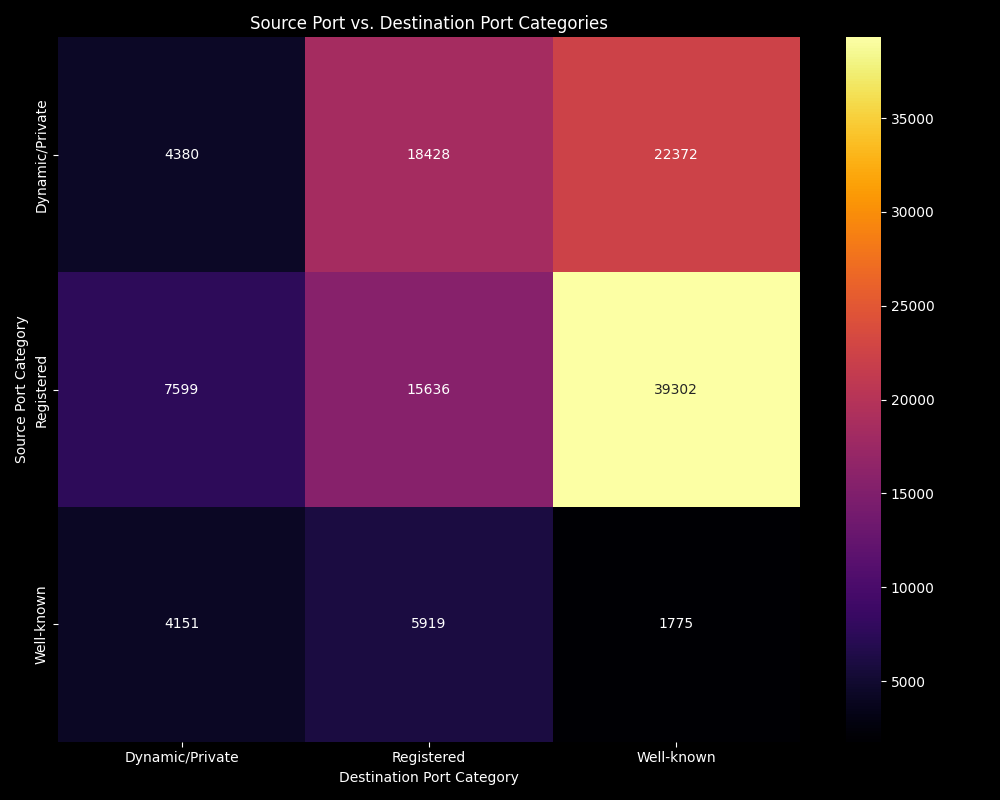 Source Port vs. Destination Port Categories
Source Port Category
Dynamic/Private
4380 18428 22372
Registered
7599 15636 39302
Well-known
4151 5919 1775
Dynamic/Private Registered Well-known
Destination Port Category
35000
30000
25000
20000
15000
10000
5000